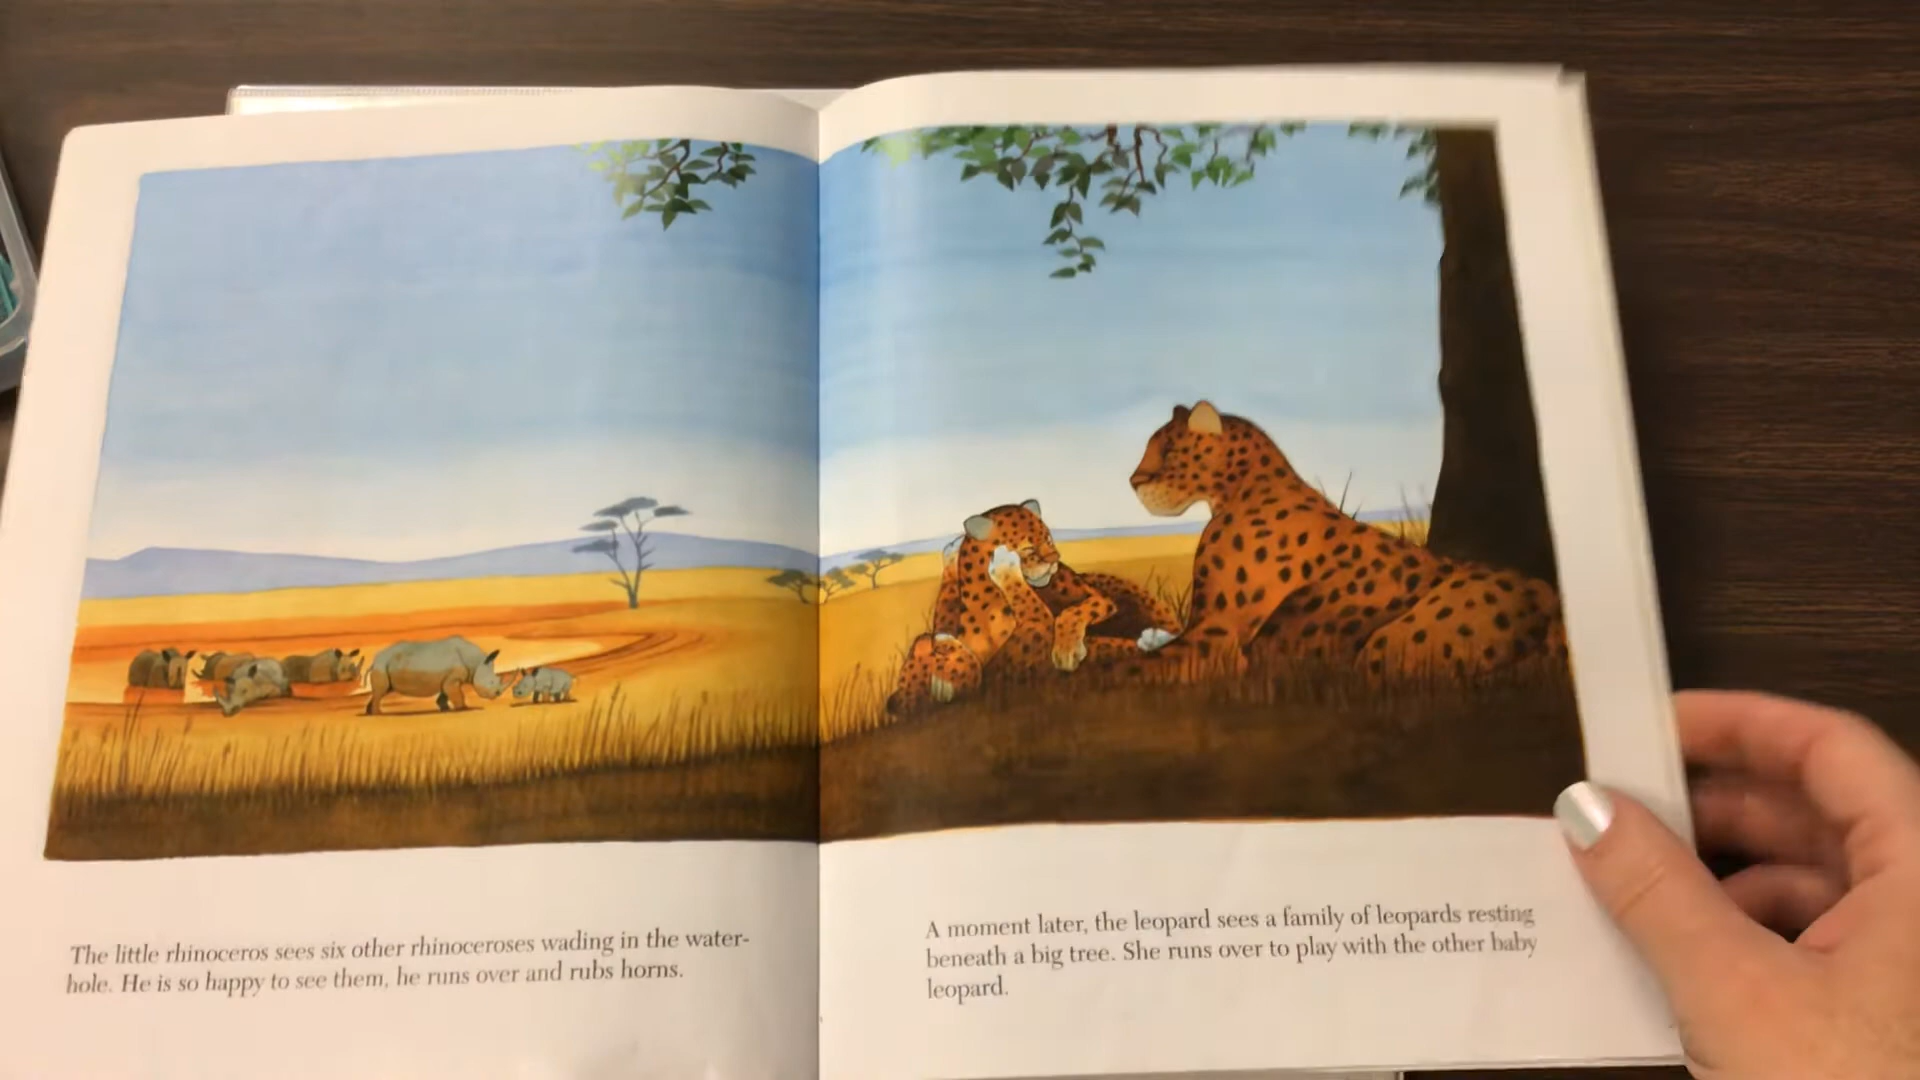 The little rhinoceros sees six other rhinoceroses wading in the water-
hole. He is so happy to see them, he runs over and rubs horns.
A moment later, the leopard sees a family of leopards resting
beneath a big tree. She runs over to play with the other baby
leopard.